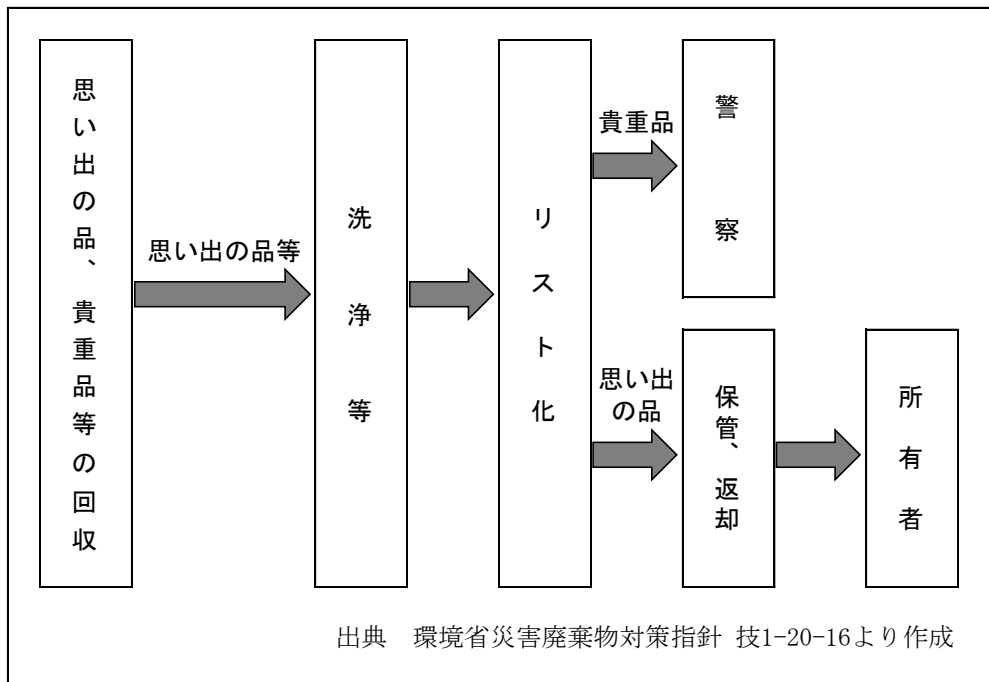 思い出の品、貴重品等の回収
思い出の品等
洗浄等
リスト化
貴重品
警察
思い出
の品
保管、返却
所有者
出典 環境省災害廃棄物対策指針 技1-20-16より作成